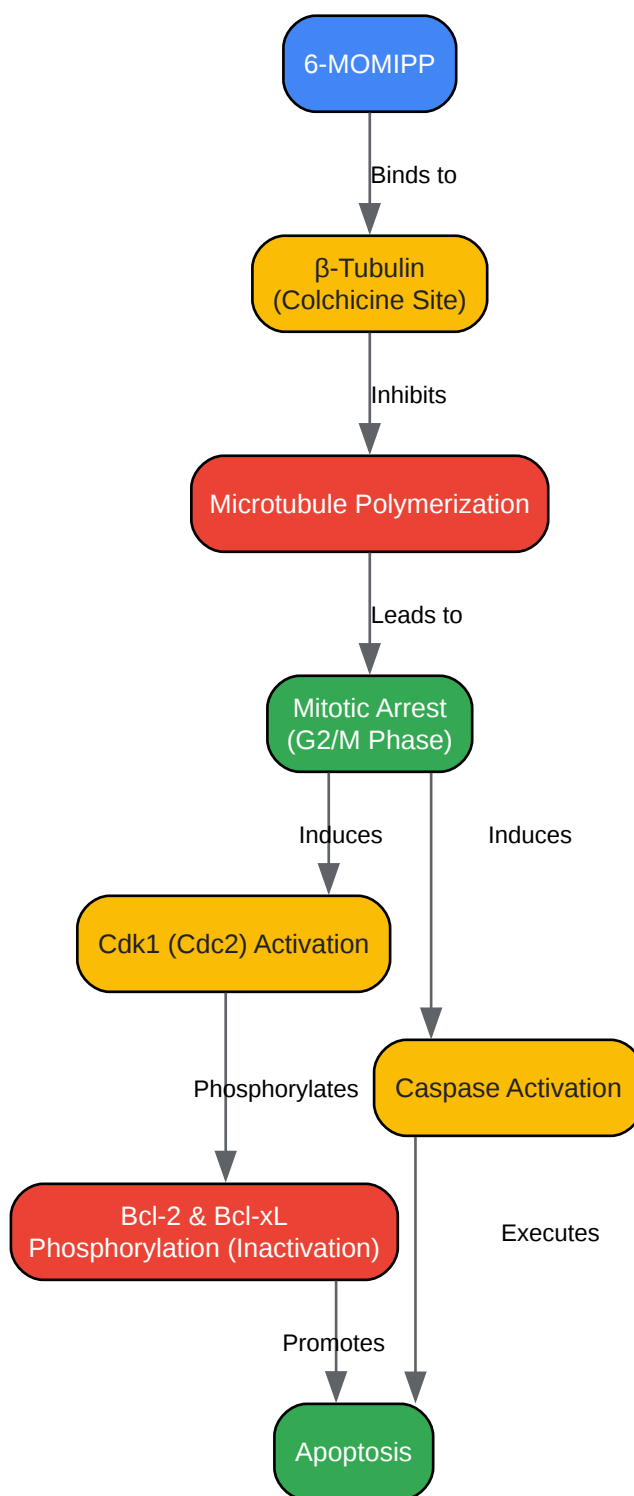 6-MOMIPP
Binds to
β-Tubulin
(Colchicine Site)
Inhibits
Microtubule Polymerization
Leads to
Mitotic Arrest
(G2/M Phase)
Induces
Induces
Cdk1 (Cdc2) Activation
Phosphorylates
Caspase Activation
Bcl-2 & Bcl-xL
Phosphorylation (Inactivation)
Executes
Promotes
Apoptosis